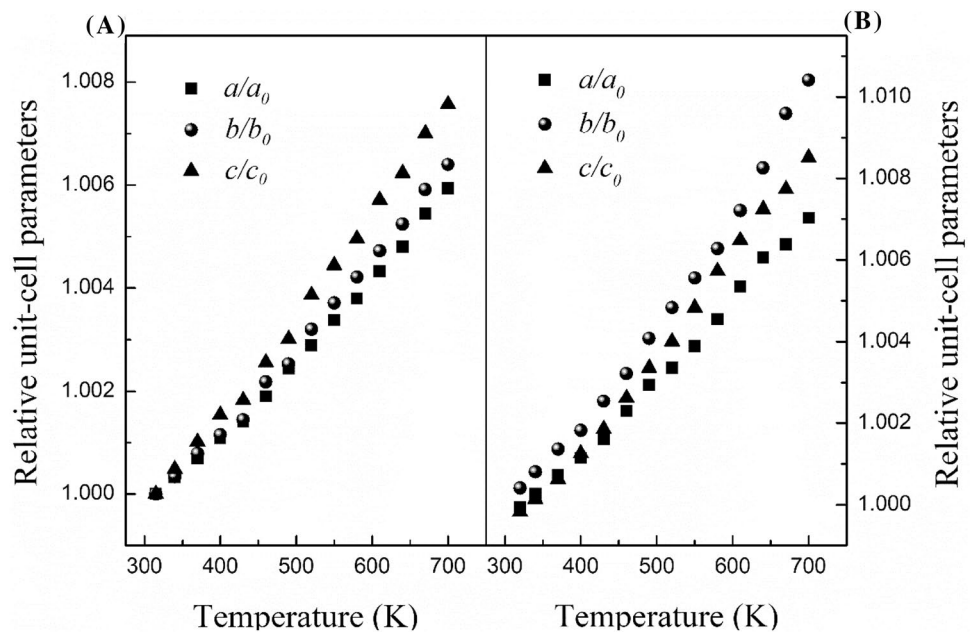 (A)
Relative unit-cell parameters
1.008
1.006
1.004
1.002
1.000
a/a0
b/b0
c/c0
300 400 500 600 700
Temperature (K)
(B)
a/a0
b/b0
c/c0
1.010
1.008
1.006
1.004
1.002
1.000
Relative unit-cell parameters
300 400 500 600 700
Temperature (K)